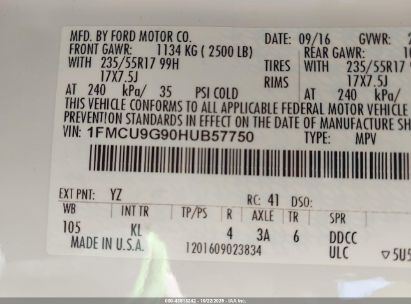 MFD. BY FORD MOTOR CO.
DATE: 09/16 GVWR: 2
FRONT GAWR: 1134 KG ( 2500 LB) REAR GAWR: 10
WITH 235/55R17 99H TIRES WITH 235/55R17
17X7.5J RIMS 17X7.5J
AT 240 kPa/ 35 PSI COLD AT 240 kPa/
THIS VEHICLE CONFORMS TO ALL APPLICABLE FEDERAL MOTOR VEHICLE
PREVENTION STANDARDS IN EFFECT ON THE DATE OF MANUFACTURE SH
VIN: 1FMCU9G90HUB57750 TYPE: MPV
EXT PNT: YZ RC: 41 DSO:
WB INT TR TP/PS R AXLE TR SPR
105 KL 4 3A 6 DDCC
MADE IN U.S.A. 1201609023834 ULC ▽5U5